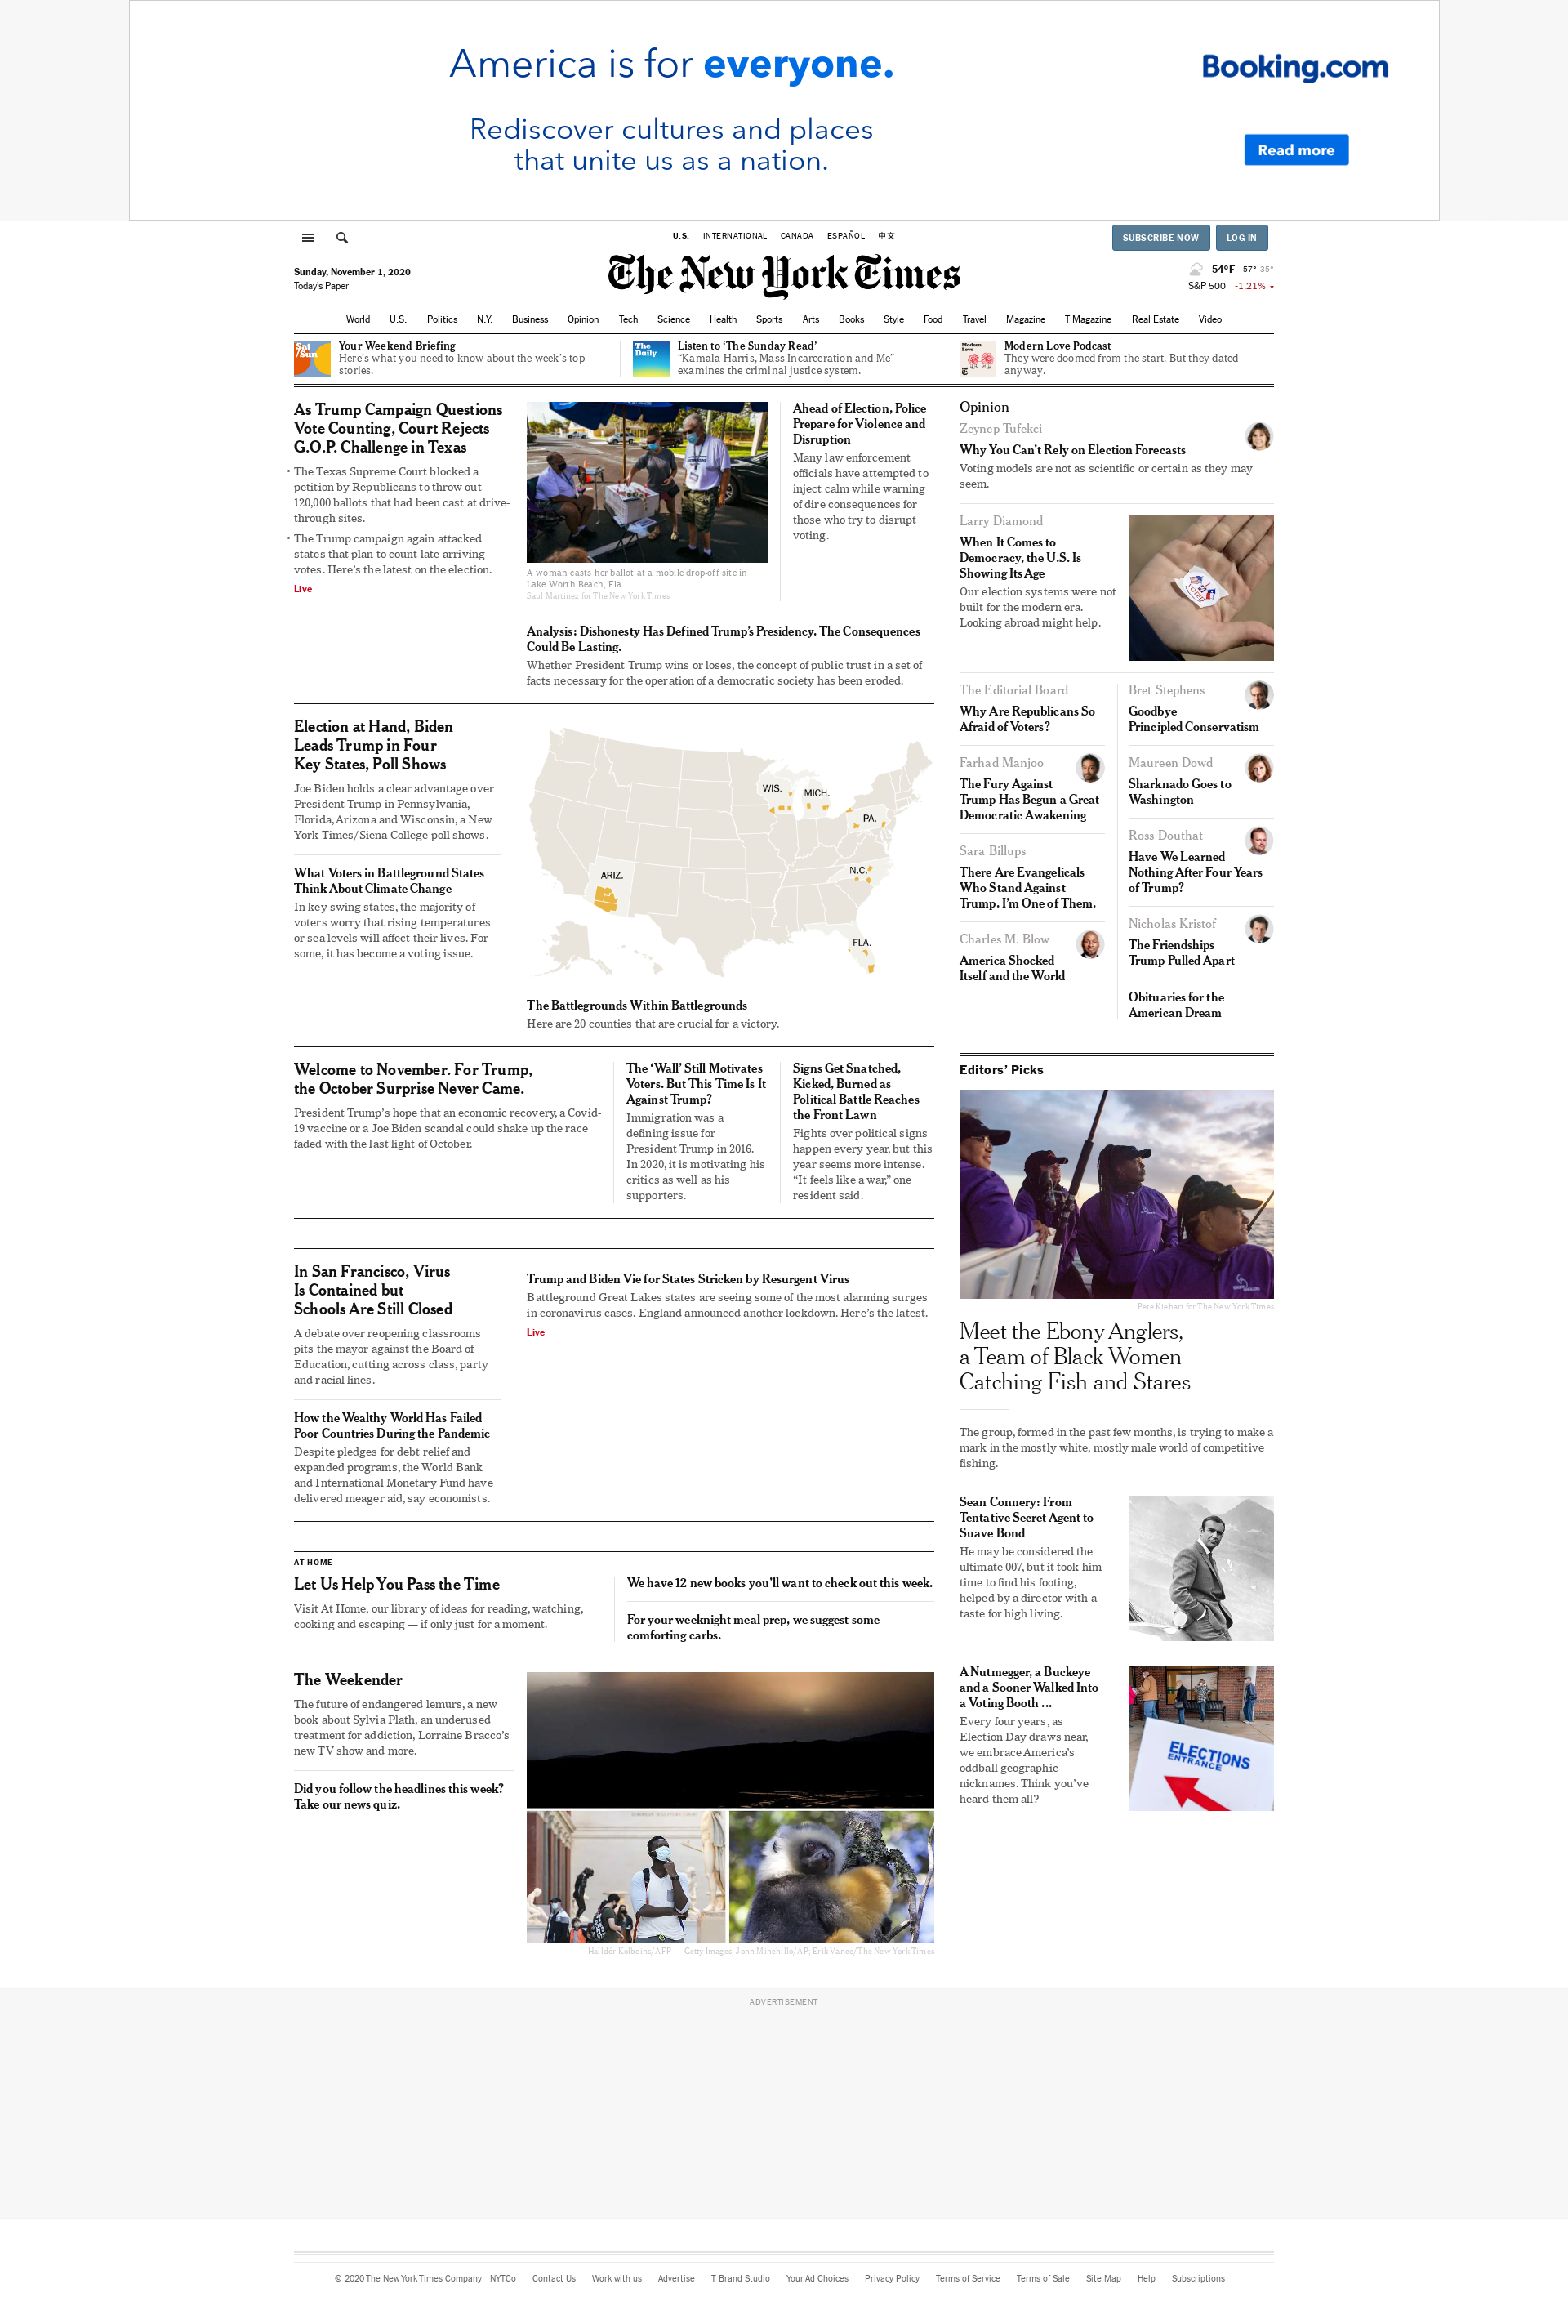 America is for everyone.
Booking.com
Rediscover cultures and places
that unite us as a nation.
Read more
U.S. INTERNATIONAL CANADA ESPAÑOL 中文
SUBSCRIBE NOW LOG IN
Sunday, November 1, 2020
Today's Paper
The New York Times
54°F 57° 35°
S&P 500 -1.21%
World U.S. Politics N.Y. Business Opinion Tech Science Health Sports Arts Books Style Food Travel Magazine T Magazine Real Estate Video
Sat
/Sun
Your Weekend Briefing
Here's what you need to know about the week's top
stories.
The
Daily
Listen to ‘The Sunday Read’
“Kamala Harris, Mass Incarceration and Me”
examines the criminal justice system.
Modern
Love
Modern Love Podcast
They were doomed from the start. But they dated
anyway.
As Trump Campaign Questions
Vote Counting, Court Rejects
G.O.P. Challenge in Texas
• The Texas Supreme Court blocked a
petition by Republicans to throw out
120,000 ballots that had been cast at drive-
through sites.
• The Trump campaign again attacked
states that plan to count late-arriving
votes. Here’s the latest on the election.
Live
A woman casts her ballot at a mobile drop-off site in
Lake Worth Beach, Fla.
Saul Martinez for The New York Times
Ahead of Election, Police
Prepare for Violence and
Disruption
Many law enforcement
officials have attempted to
inject calm while warning
of dire consequences for
those who try to disrupt
voting.
Analysis: Dishonesty Has Defined Trump’s Presidency. The Consequences
Could Be Lasting.
Whether President Trump wins or loses, the concept of public trust in a set of
facts necessary for the operation of a democratic society has been eroded.
Election at Hand, Biden
Leads Trump in Four
Key States, Poll Shows
Joe Biden holds a clear advantage over
President Trump in Pennsylvania,
Florida, Arizona and Wisconsin, a New
York Times/Siena College poll shows.
What Voters in Battleground States
Think About Climate Change
In key swing states, the majority of
voters worry that rising temperatures
or sea levels will affect their lives. For
some, it has become a voting issue.
WIS.
MICH.
PA.
N.C.
ARIZ.
FLA.
The Battlegrounds Within Battlegrounds
Here are 20 counties that are crucial for a victory.
Welcome to November. For Trump,
the October Surprise Never Came.
President Trump’s hope that an economic recovery, a Covid-
19 vaccine or a Joe Biden scandal could shake up the race
faded with the last light of October.
The ‘Wall’ Still Motivates
Voters. But This Time Is It
Against Trump?
Immigration was a
defining issue for
President Trump in 2016.
In 2020, it is motivating his
critics as well as his
supporters.
Signs Get Snatched,
Kicked, Burned as
Political Battle Reaches
the Front Lawn
Fights over political signs
happen every year, but this
year seems more intense.
“It feels like a war,” one
resident said.
In San Francisco, Virus
Is Contained but
Schools Are Still Closed
A debate over reopening classrooms
pits the mayor against the Board of
Education, cutting across class, party
and racial lines.
How the Wealthy World Has Failed
Poor Countries During the Pandemic
Despite pledges for debt relief and
expanded programs, the World Bank
and International Monetary Fund have
delivered meager aid, say economists.
Trump and Biden Vie for States Stricken by Resurgent Virus
Battleground Great Lakes states are seeing some of the most alarming surges
in coronavirus cases. England announced another lockdown. Here’s the latest.
Live
AT HOME
Let Us Help You Pass the Time
Visit At Home, our library of ideas for reading, watching,
cooking and escaping — if only just for a moment.
We have 12 new books you’ll want to check out this week.
For your weeknight meal prep, we suggest some
comforting carbs.
The Weekender
The future of endangered lemurs, a new
book about Sylvia Plath, an underused
treatment for addiction, Lorraine Bracco’s
new TV show and more.
Did you follow the headlines this week?
Take our news quiz.
Halldór Kolbeins/AFP — Getty Images; John Minchillo/AP; Erik Vance/The New York Times
Opinion
Zeynep Tufekci
Why You Can’t Rely on Election Forecasts
Voting models are not as scientific or certain as they may
seem.
Larry Diamond
When It Comes to
Democracy, the U.S. Is
Showing Its Age
Our election systems were not
built for the modern era.
Looking abroad might help.
The Editorial Board
Why Are Republicans So
Afraid of Voters?
Farhad Manjoo
The Fury Against
Trump Has Begun a Great
Democratic Awakening
Sara Billups
There Are Evangelicals
Who Stand Against
Trump. I’m One of Them.
Charles M. Blow
America Shocked
Itself and the World
Bret Stephens
Goodbye
Principled Conservatism
Maureen Dowd
Sharknado Goes to
Washington
Ross Douthat
Have We Learned
Nothing After Four Years
of Trump?
Nicholas Kristof
The Friendships
Trump Pulled Apart
Obituaries for the
American Dream
Editors’ Picks
Pete Kiehart for The New York Times
Meet the Ebony Anglers,
a Team of Black Women
Catching Fish and Stares
The group, formed in the past few months, is trying to make a
mark in the mostly white, mostly male world of competitive
fishing.
Sean Connery: From
Tentative Secret Agent to
Suave Bond
He may be considered the
ultimate 007, but it took him
time to find his footing,
helped by a director with a
taste for high living.
A Nutmegger, a Buckeye
and a Sooner Walked Into
a Voting Booth ...
Every four years, as
Election Day draws near,
we embrace America’s
oddball geographic
nicknames. Think you’ve
heard them all?
ELECTIONS
ENTRANCE
ADVERTISEMENT
© 2020 The New York Times Company NYTCo Contact Us Work with us Advertise T Brand Studio Your Ad Choices Privacy Policy Terms of Service Terms of Sale Site Map Help Subscriptions